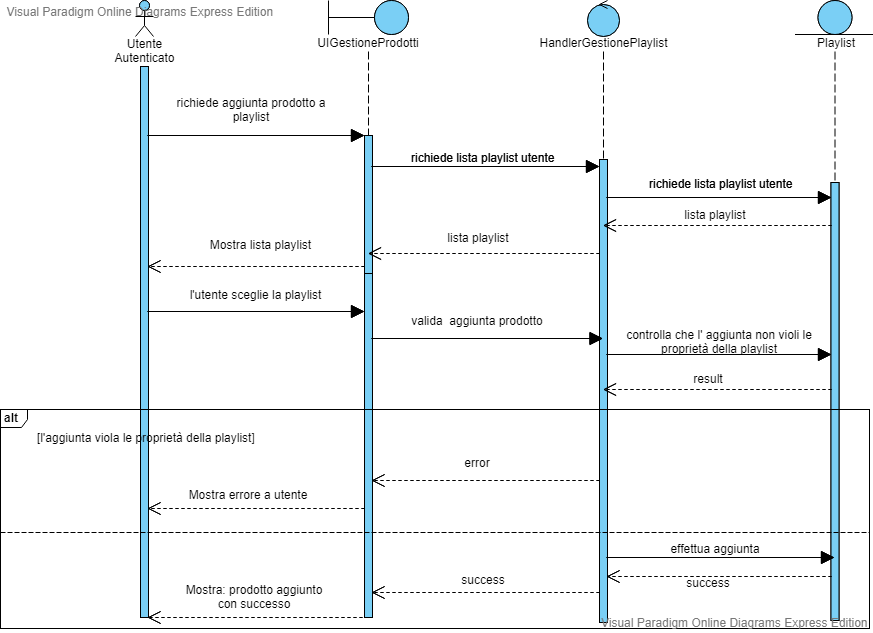 Visual Paradigm Online Diagrams Express Edition
Utente
Autenticato
UIGestioneProdotti
HandlerGestionePlaylist
Playlist
richiede aggiunta prodotto a
playlist
richiede lista playlist utente
richiede lista playlist utente
lista playlist
lista playlist
Mostra lista playlist
l'utente sceglie la playlist
valida aggiunta prodotto
controlla che l' aggiunta non violi le
proprietà della playlist
result
alt
[l'aggiunta viola le proprietà della playlist]
error
Mostra errore a utente
effettua aggiunta
success
success
Mostra: prodotto aggiunto
con successo
Visual Paradigm Online Diagrams Express Edition